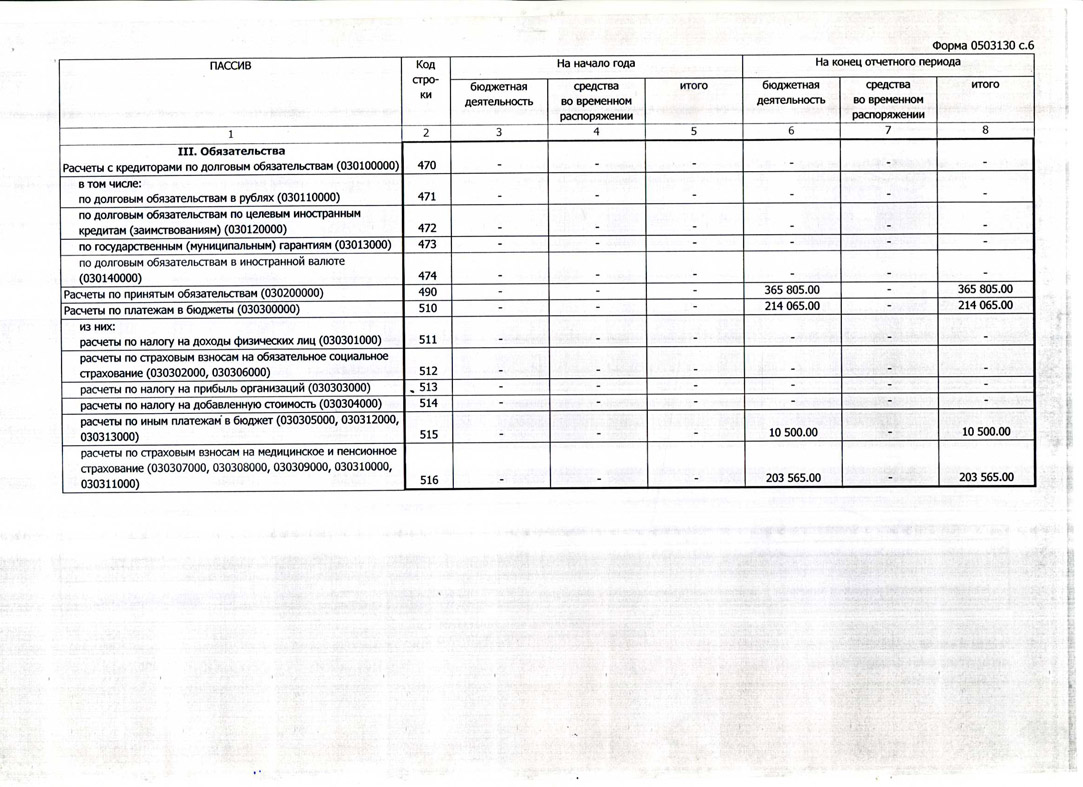 Форма 0503130 с.6
ПАССИВ
Код
стро-
ки
На начало года
На конец отчетного периода
бюджетная
деятельность
средства
во временном
распоряжении
итого
бюджетная
деятельность
средства
во временном
распоряжении
итого
1 2 3 4 5 6 7 8
III. Обязательства
Расчеты с кредиторами по долговым обязательствам (030100000) 470 - - - - - -
в том числе:
по долговым обязательствам в рублях (030110000) 471 - - - - - -
по долговым обязательствам по целевым иностранным
кредитам (заимствованиям) (030120000) 472 - - - - - -
по государственным (муниципальным) гарантиям (03013000) 473 - - - - - -
по долговым обязательствам в иностранной валюте
(030140000) 474 - - - - - -
Расчеты по принятым обязательствам (030200000) 490 - - - 365 805.00 - 365 805.00
Расчеты по платежам в бюджеты (030300000) 510 - - - 214 065.00 - 214 065.00
из них:
расчеты по налогу на доходы физических лиц (030301000) 511 - - - - - -
расчеты по страховым взносам на обязательное социальное
страхование (030302000, 030306000) 512 - - - - - -
расчеты по налогу на прибыль организаций (030303000) 513 - - - - - -
расчеты по налогу на добавленную стоимость (030304000) 514 - - - - - -
расчеты по иным платежам в бюджет (030305000, 030312000,
030313000) 515 - - - 10 500.00 - 10 500.00
расчеты по страховым взносам на медицинское и пенсионное
страхование (030307000, 030308000, 030309000, 030310000,
030311000) 516 - - - 203 565.00 - 203 565.00